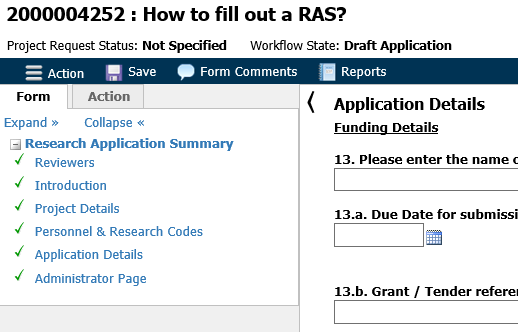 2000004252 : How to fill out a RAS?
Project Request Status: Not Specified Workflow State: Draft Application
Action Save Form Comments Reports
Form Action
Expand » Collapse «
Research Application Summary
Reviewers
Introduction
Project Details
Personnel & Research Codes
Application Details
Administrator Page
Application Details
Funding Details
13. Please enter the name
13.a. Due Date for submissi
13.b. Grant / Tender refere